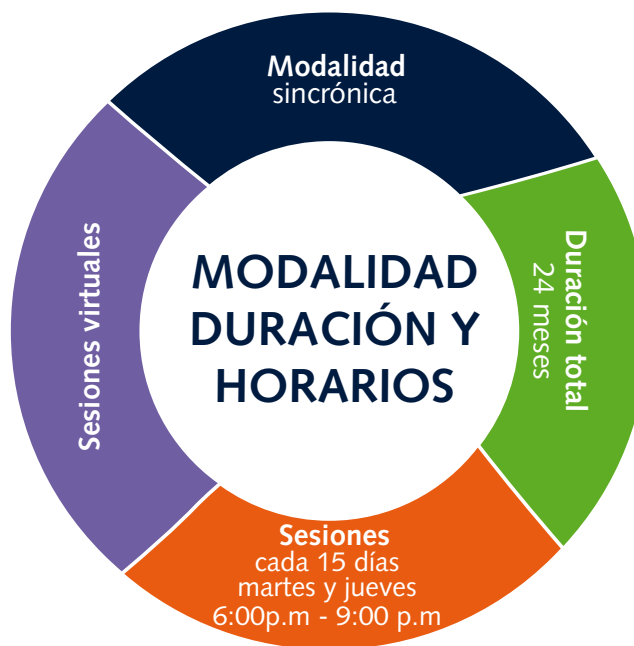 Modalidad
sincrónica
Duración total
24 meses
Sesiones virtuales
MODALIDAD
DURACIÓN Y
HORARIOS
Sesiones
cada 15 días
martes y jueves
6:00p.m - 9:00 p.m